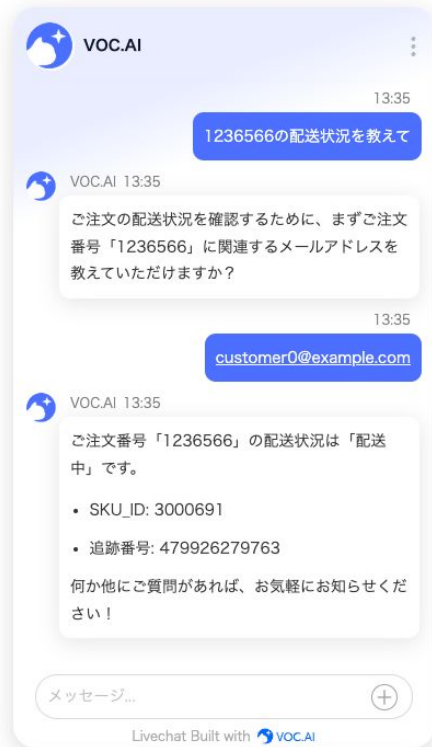 VOC.AI
13:35
1236566の配送状況を教えて
VOC.AI 13:35
ご注文の配送状況を確認するために、まずご注文
番号「1236566」に関連するメールアドレスを
教えていただけますか？
13:35
customer0@example.com
VOC.AI 13:35
ご注文番号「1236566」の配送状況は「配送
中」です。
• SKU_ID: 3000691
• 追跡番号: 479926279763
何か他にご質問があれば、お気軽にお知らせくだ
さい！
メッセージ...
Livechat Built with VOC.AI